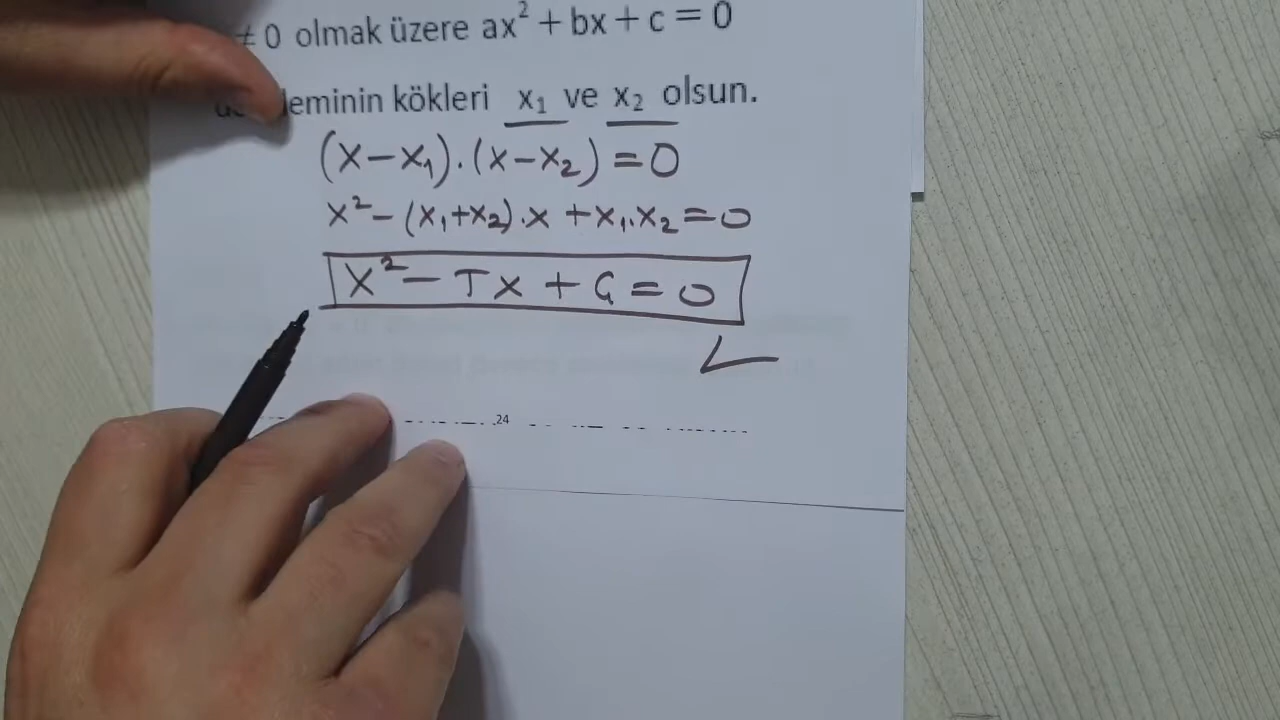 ≠ 0 olmak üzere ax² + bx + c = 0
kökleri x₁ ve x₂ olsun.
(x-x₁).(x-x₂) = 0
x² - (x₁+x₂).x + x₁.x₂ = 0
x² - Tx + Ç = 0
24